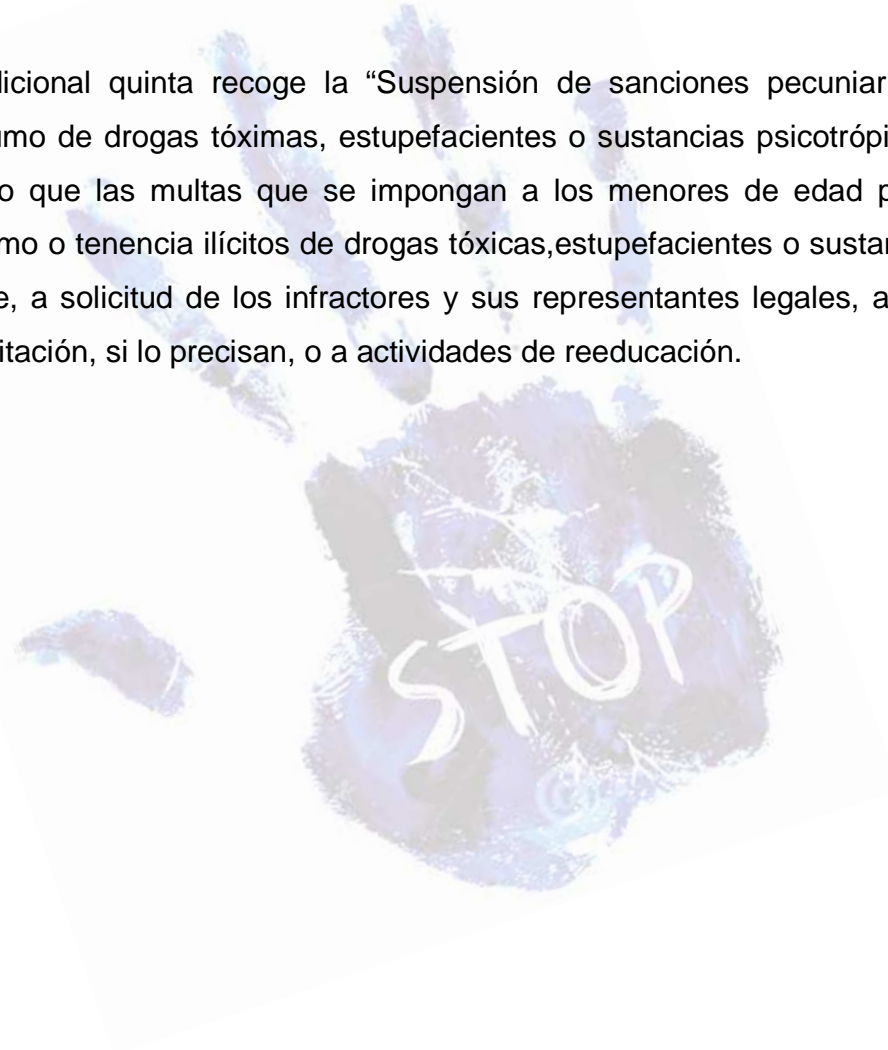 dicional quinta recoge la “Suspensión de sanciones pecuniar
umo de drogas tóximas, estupefacientes o sustancias psicotrópi
o que las multas que se impongan a los menores de edad p
mo o tenencia ilícitos de drogas tóxicas,estupefacientes o sustan
e, a solicitud de los infractores y sus representantes legales, a
itación, si lo precisan, o a actividades de reeducación.
STOP